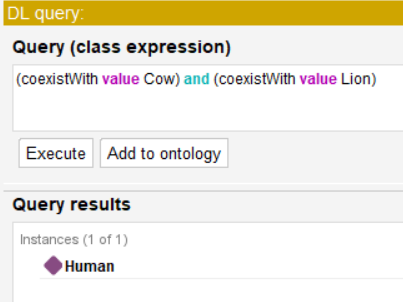 DL query:
Query (class expression)
(coexistWith value Cow) and (coexistWith value Lion)
Execute Add to ontology
Query results
Instances (1 of 1)
Human